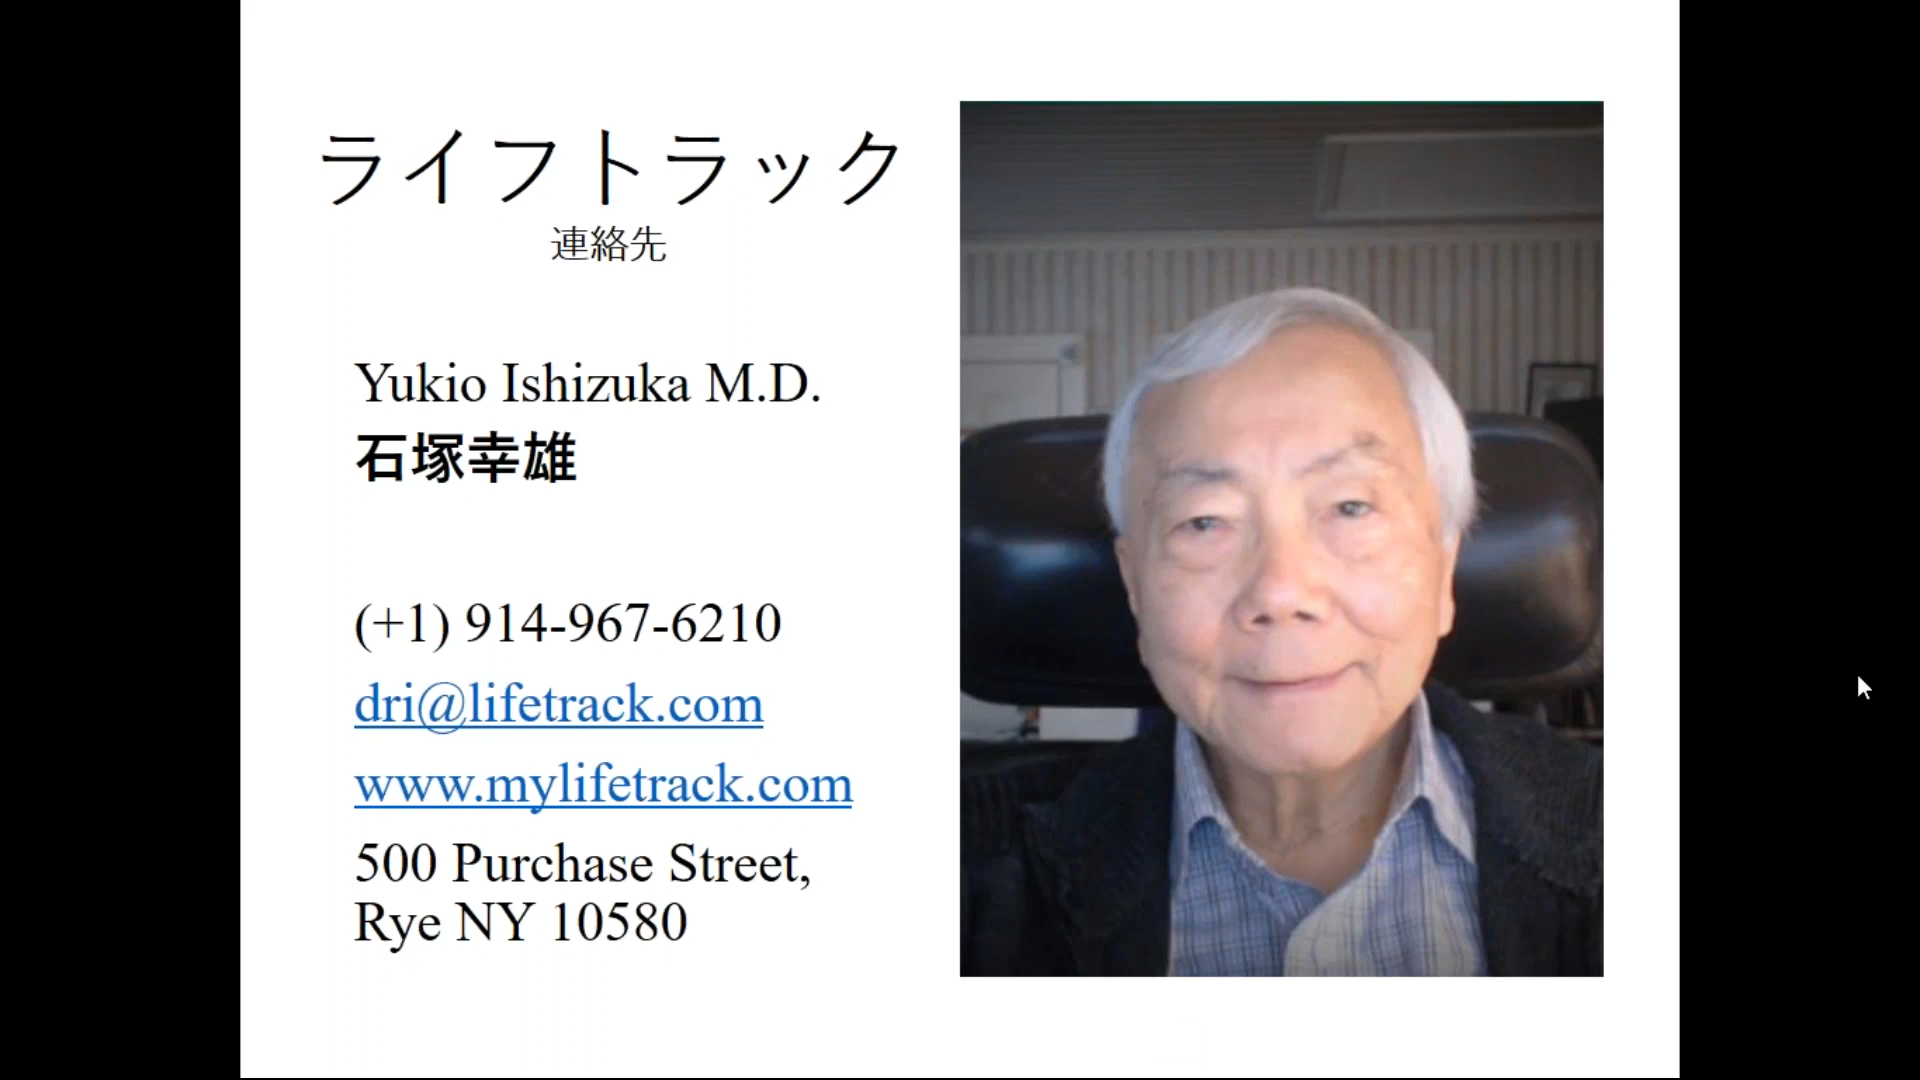 ライフトラック
連絡先
Yukio Ishizuka M.D.
石塚幸雄
(+1) 914-967-6210
dri@lifetrack.com
www.mylifetrack.com
500 Purchase Street,
Rye NY 10580